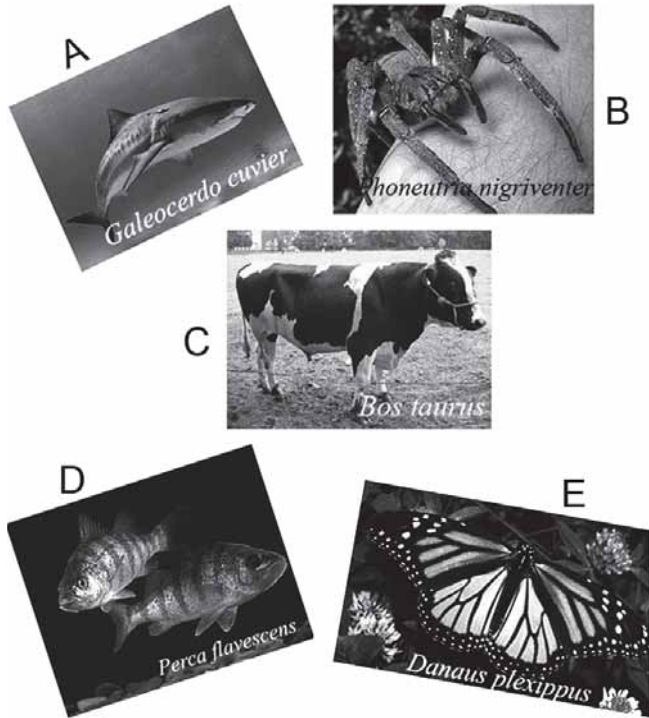 A
Galeocerdo cuvier
B
Phoneutria nigriventer
C
Bos taurus
D
Perca flavescens
E
Danaus plexippus